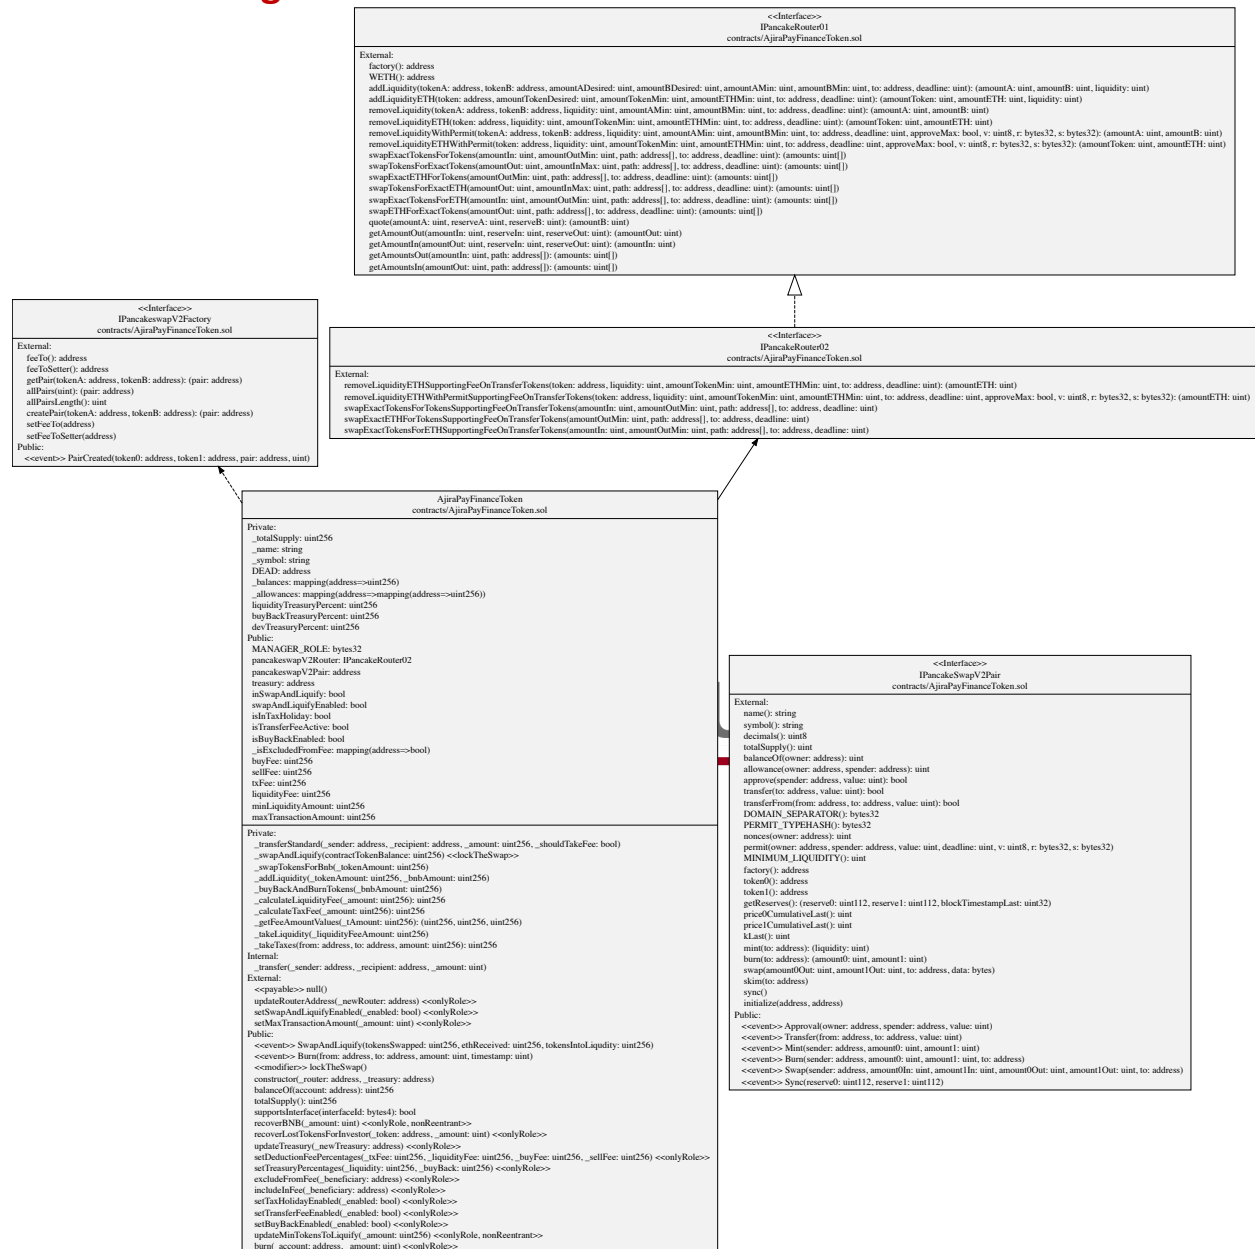 <<Interface>>
IPancakeRouter01
contracts/AjiraPayFinanceToken.sol
External:
factory(): address
WETH(): address
addLiquidity(tokenA: address, tokenB: address, amountADesired: uint, amountBDesired: uint, amountAMin: uint, amountBMin: uint, to: address, deadline: uint): (amountA: uint, amountB: uint, liquidity: uint)
addLiquidityETH(token: address, amountTokenDesired: uint, amountTokenMin: uint, amountETHMin: uint, to: address, deadline: uint): (amountToken: uint, amountETH: uint, liquidity: uint)
removeLiquidity(tokenA: address, tokenB: address, liquidity: uint, amountAMin: uint, amountBMin: uint, to: address, deadline: uint): (amountA: uint, amountB: uint)
removeLiquidityETH(token: address, liquidity: uint, amountTokenMin: uint, amountETHMin: uint, to: address, deadline: uint): (amountToken: uint, amountETH: uint)
removeLiquidityWithPermit(tokenA: address, tokenB: address, liquidity: uint, amountAMin: uint, amountBMin: uint, to: address, deadline: uint, approveMax: bool, v: uint8, r: bytes32, s: bytes32): (amountA: uint, amountB: uint)
removeLiquidityETHWithPermit(token: address, liquidity: uint, amountTokenMin: uint, amountETHMin: uint, to: address, deadline: uint, approveMax: bool, v: uint8, r: bytes32, s: bytes32): (amountToken: uint, amountETH: uint)
swapExactTokensForTokens(amountIn: uint, amountOutMin: uint, path: address[], to: address, deadline: uint): (amounts: uint[])
swapTokensForExactTokens(amountOut: uint, amountInMax: uint, path: address[], to: address, deadline: uint): (amounts: uint[])
swapExactETHForTokens(amountOutMin: uint, path: address[], to: address, deadline: uint): (amounts: uint[])
swapTokensForExactETH(amountOut: uint, amountInMax: uint, path: address[], to: address, deadline: uint): (amounts: uint[])
swapExactTokensForETH(amountIn: uint, amountOutMin: uint, path: address[], to: address, deadline: uint): (amounts: uint[])
swapETHForExactTokens(amountOut: uint, path: address[], to: address, deadline: uint): (amounts: uint[])
quote(amountA: uint, reserveA: uint, reserveB: uint): (amountB: uint)
getAmountOut(amountIn: uint, reserveIn: uint, reserveOut: uint): (amountOut: uint)
getAmountIn(amountOut: uint, reserveIn: uint, reserveOut: uint): (amountIn: uint)
getAmountsOut(amountIn: uint, path: address[]): (amounts: uint[])
getAmountsIn(amountOut: uint, path: address[]): (amounts: uint[])
<<Interface>>
IPancakeswapV2Factory
contracts/AjiraPayFinanceToken.sol
External:
feeTo(): address
feeToSetter(): address
getPair(tokenA: address, tokenB: address): (pair: address)
allPairs(uint): (pair: address)
allPairsLength(): uint
createPair(tokenA: address, tokenB: address): (pair: address)
setFeeTo(address)
setFeeToSetter(address)
Public:
<<event>> PairCreated(token0: address, token1: address, pair: address, uint)
<<Interface>>
IPancakeRouter02
contracts/AjiraPayFinanceToken.sol
External:
removeLiquidityETHSupportingFeeOnTransferTokens(token: address, liquidity: uint, amountTokenMin: uint, amountETHMin: uint, to: address, deadline: uint): (amountETH: uint)
removeLiquidityETHWithPermitSupportingFeeOnTransferTokens(token: address, liquidity: uint, amountTokenMin: uint, amountETHMin: uint, to: address, deadline: uint, approveMax: bool, v: uint8, r: bytes32, s: bytes32): (amountETH: uint)
swapExactTokensForTokensSupportingFeeOnTransferTokens(amountIn: uint, amountOutMin: uint, path: address[], to: address, deadline: uint)
swapExactETHForTokensSupportingFeeOnTransferTokens(amountOutMin: uint, path: address[], to: address, deadline: uint)
swapExactTokensForETHSupportingFeeOnTransferTokens(amountIn: uint, amountOutMin: uint, path: address[], to: address, deadline: uint)
AjiraPayFinanceToken
contracts/AjiraPayFinanceToken.sol
Private:
_totalSupply: uint256
_name: string
_symbol: string
DEAD: address
_balances: mapping(address=>uint256)
_allowances: mapping(address=>mapping(address=>uint256))
liquidityTreasuryPercent: uint256
buyBackTreasuryPercent: uint256
devTreasuryPercent: uint256
Public:
MANAGER_ROLE: bytes32
pancakeswapV2Router: IPancakeRouter02
pancakeswapV2Pair: address
treasury: address
inSwapAndLiquify: bool
swapAndLiquifyEnabled: bool
isInTaxHoliday: bool
isTransferFeeActive: bool
isBuyBackEnabled: bool
_isExcludedFromFee: mapping(address=>bool)
buyFee: uint256
sellFee: uint256
txFee: uint256
liquidityFee: uint256
minLiquidityAmount: uint256
maxTransactionAmount: uint256
Private:
_transferStandard(_sender: address, _recipient: address, _amount: uint256, _shouldTakeFee: bool)
_swapAndLiquify(contractTokenBalance: uint256) <<lockTheSwap>>
_swapTokensForBnb(_tokenAmount: uint256)
_addLiquidity(_tokenAmount: uint256, _bnbAmount: uint256)
_buyBackAndBurnTokens(_bnbAmount: uint256)
_calculateLiquidityFee(_amount: uint256): uint256
_calculateTaxFee(_amount: uint256): uint256
_getFeeAmountValues(_tAmount: uint256): (uint256, uint256, uint256)
_takeLiquidity(_liquidityFeeAmount: uint256)
_takeTaxes(from: address, to: address, amount: uint256): uint256
Internal:
_transfer(_sender: address, _recipient: address, _amount: uint)
External:
<<payable>> null()
updateRouterAddress(_newRouter: address) <<onlyRole>>
setSwapAndLiquifyEnabled(_enabled: bool) <<onlyRole>>
setMaxTransactionAmount(_amount: uint) <<onlyRole>>
Public:
<<event>> SwapAndLiquify(tokensSwapped: uint256, ethReceived: uint256, tokensIntoLiqudity: uint256)
<<event>> Burn(from: address, to: address, amount: uint, timestamp: uint)
<<modifier>> lockTheSwap()
constructor(_router: address, _treasury: address)
balanceOf(account: address): uint256
totalSupply(): uint256
supportsInterface(interfaceId: bytes4): bool
recoverBNB(_amount: uint) <<onlyRole, nonReentrant>>
recoverLostTokensForInvestor(_token: address, _amount: uint) <<onlyRole>>
updateTreasury(_newTreasury: address) <<onlyRole>>
setDeductionFeePercentages(_txFee: uint256, _liquidityFee: uint256, _buyFee: uint256, _sellFee: uint256) <<onlyRole>>
setTreasuryPercentages(_liquidity: uint256, _buyBack: uint256) <<onlyRole>>
excludeFromFee(_beneficiary: address) <<onlyRole>>
includeInFee(_beneficiary: address) <<onlyRole>>
setTaxHolidayEnabled(_enabled: bool) <<onlyRole>>
setTransferFeeEnabled(_enabled: bool) <<onlyRole>>
setBuyBackEnabled(_enabled: bool) <<onlyRole>>
updateMinTokensToLiquify(_amount: uint256) <<onlyRole, nonReentrant>>
burn(_account: address, _amount: uint) <<onlyRole>>
<<Interface>>
IPancakeSwapV2Pair
contracts/AjiraPayFinanceToken.sol
External:
name(): string
symbol(): string
decimals(): uint8
totalSupply(): uint
balanceOf(owner: address): uint
allowance(owner: address, spender: address): uint
approve(spender: address, value: uint): bool
transfer(to: address, value: uint): bool
transferFrom(from: address, to: address, value: uint): bool
DOMAIN_SEPARATOR(): bytes32
PERMIT_TYPEHASH(): bytes32
nonces(owner: address): uint
permit(owner: address, spender: address, value: uint, deadline: uint, v: uint8, r: bytes32, s: bytes32)
MINIMUM_LIQUIDITY(): uint
factory(): address
token0(): address
token1(): address
getReserves(): (reserve0: uint112, reserve1: uint112, blockTimestampLast: uint32)
price0CumulativeLast(): uint
price1CumulativeLast(): uint
kLast(): uint
mint(to: address): (liquidity: uint)
burn(to: address): (amount0: uint, amount1: uint)
swap(amount0Out: uint, amount1Out: uint, to: address, data: bytes)
skim(to: address)
sync()
initialize(address, address)
Public:
<<event>> Approval(owner: address, spender: address, value: uint)
<<event>> Transfer(from: address, to: address, value: uint)
<<event>> Mint(sender: address, amount0: uint, amount1: uint)
<<event>> Burn(sender: address, amount0: uint, amount1: uint, to: address)
<<event>> Swap(sender: address, amount0In: uint, amount1In: uint, amount0Out: uint, amount1Out: uint, to: address)
<<event>> Sync(reserve0: uint112, reserve1: uint112)